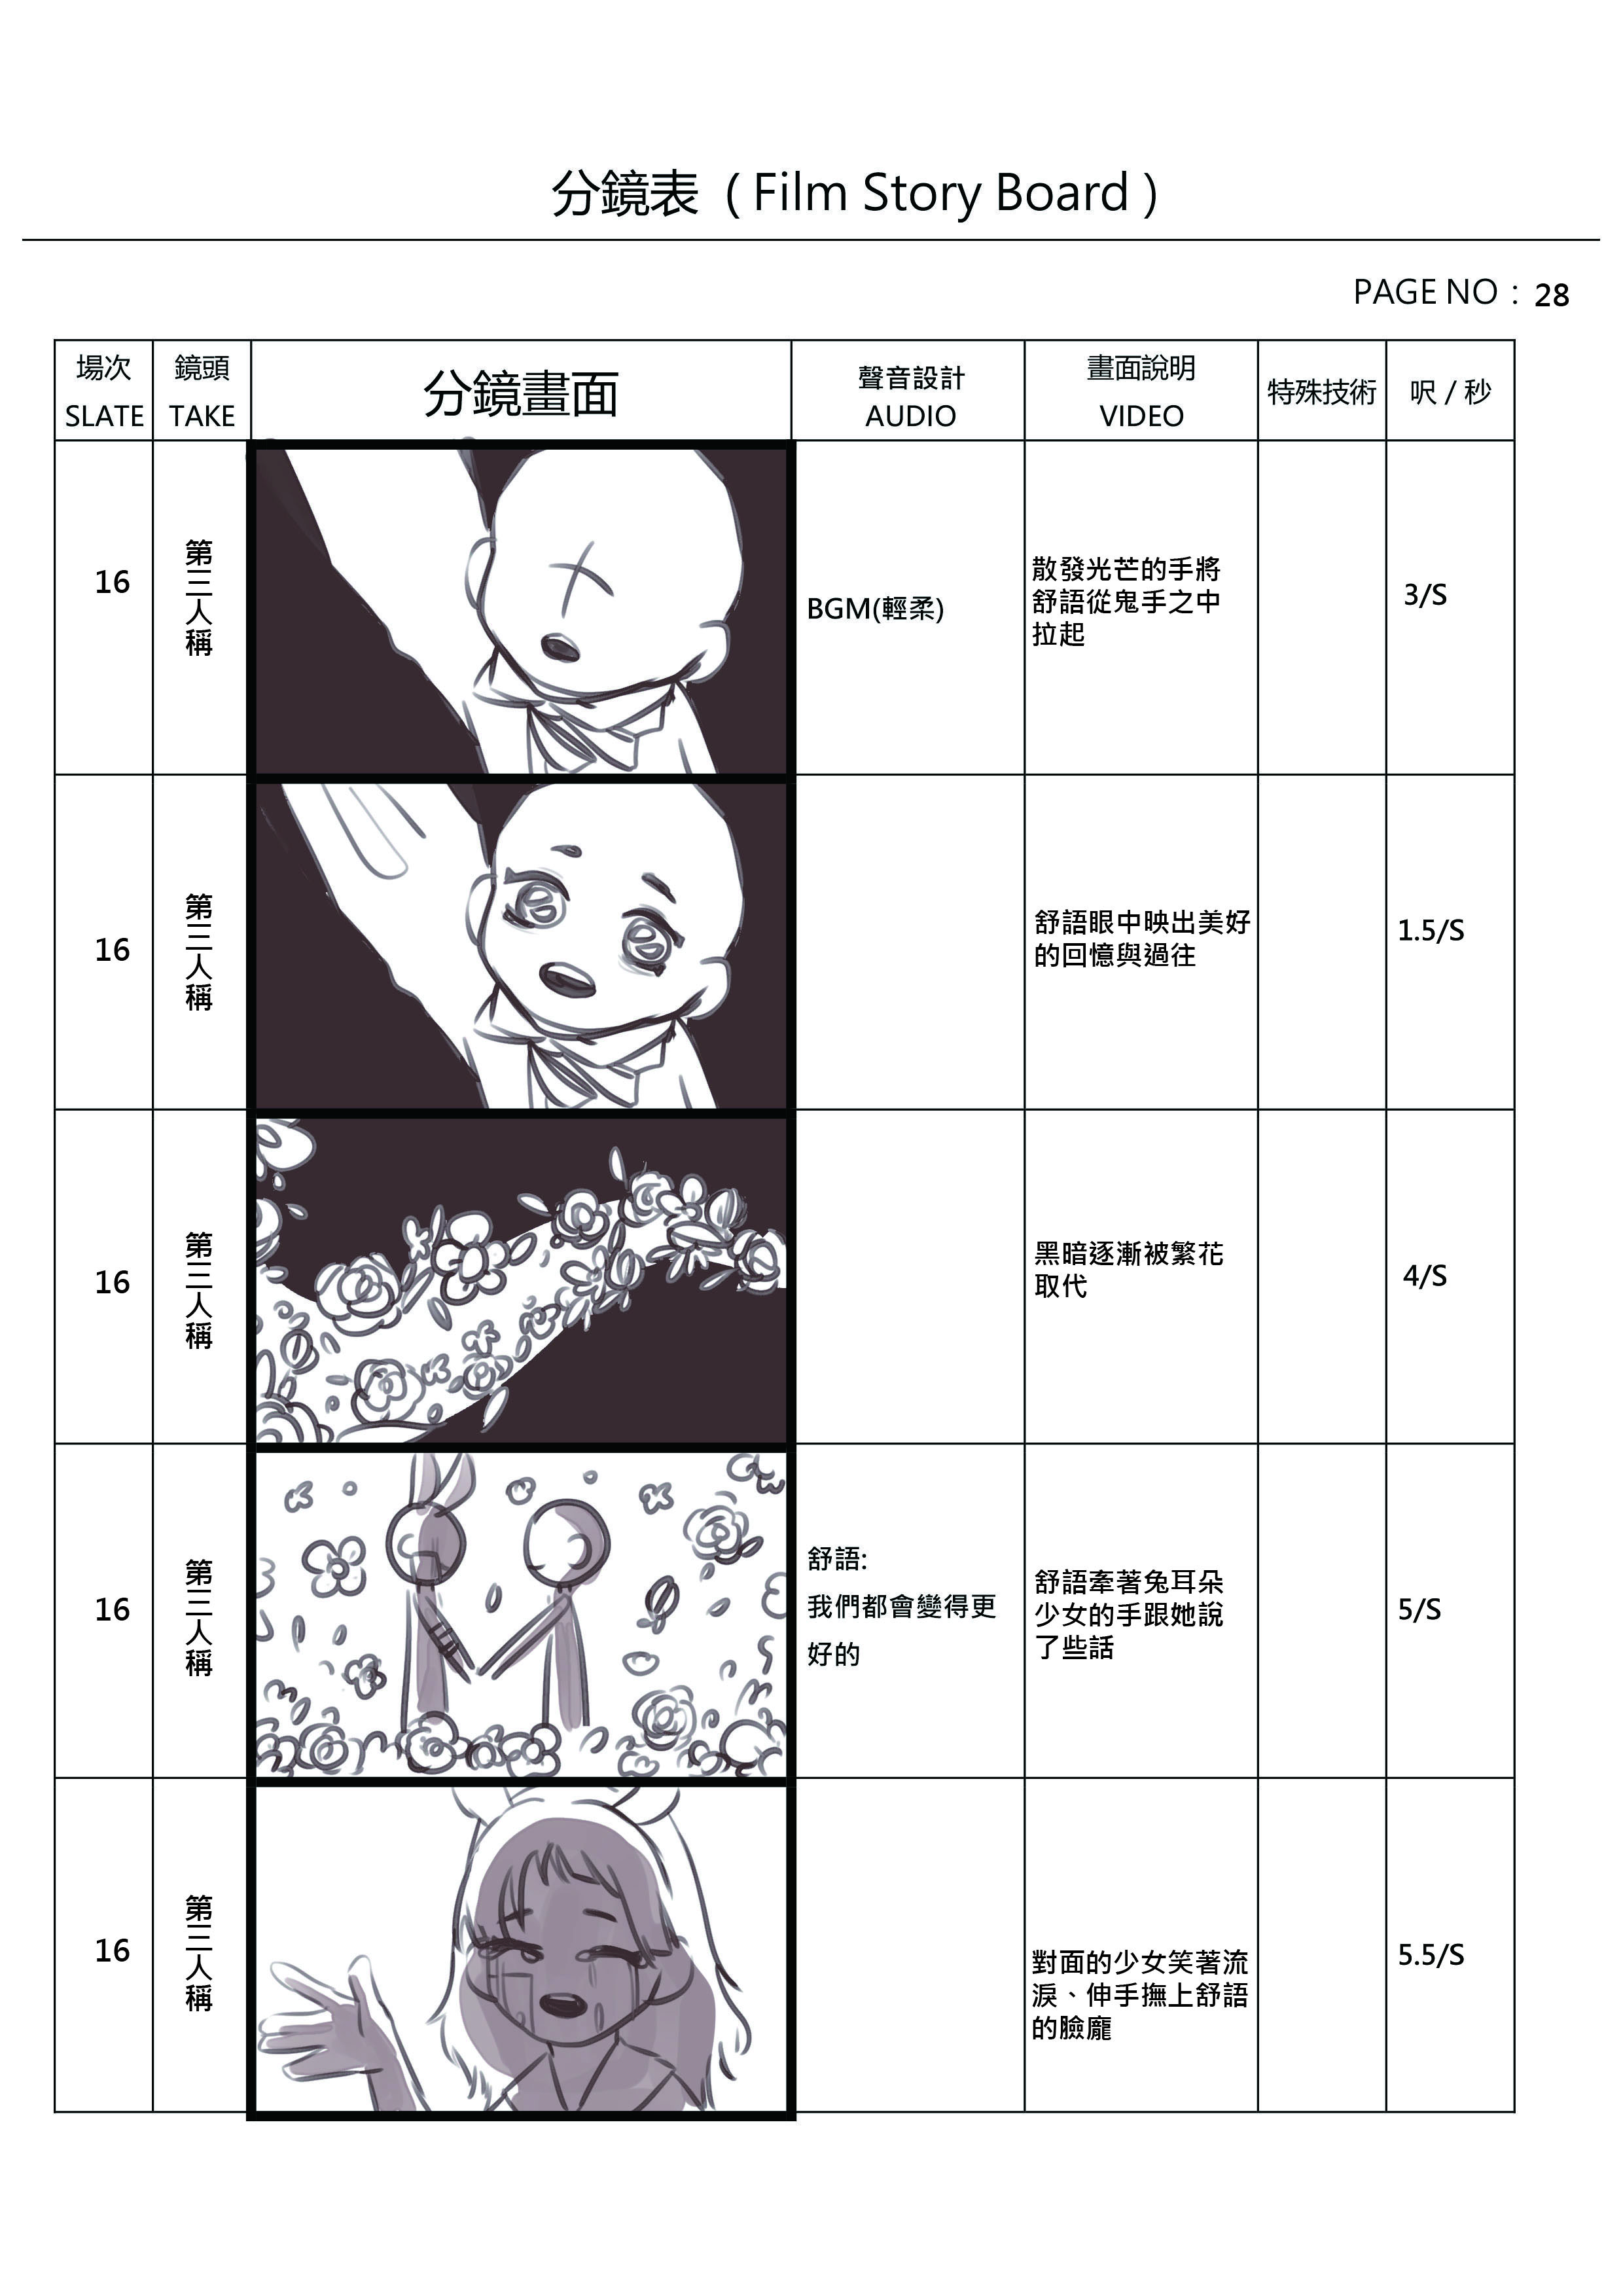 分鏡表 ( Film Story Board )
PAGE NO : 28
場次
SLATE
鏡頭
TAKE
分鏡畫面
聲音設計
AUDIO
畫面說明
VIDEO
特殊技術
呎 / 秒
16
第三人稱
BGM(輕柔)
散發光芒的手將
舒語從鬼手之中
拉起
3/S
16
第三人稱
舒語眼中映出美好
的回憶與過往
1.5/S
16
第三人稱
黑暗逐漸被繁花
取代
4/S
16
第三人稱
舒語:
我們都會變得更
好的
舒語牽著兔耳朵
少女的手跟她說
了些話
5/S
16
第三人稱
對面的少女笑著流
淚、伸手撫上舒語
的臉龐
5.5/S